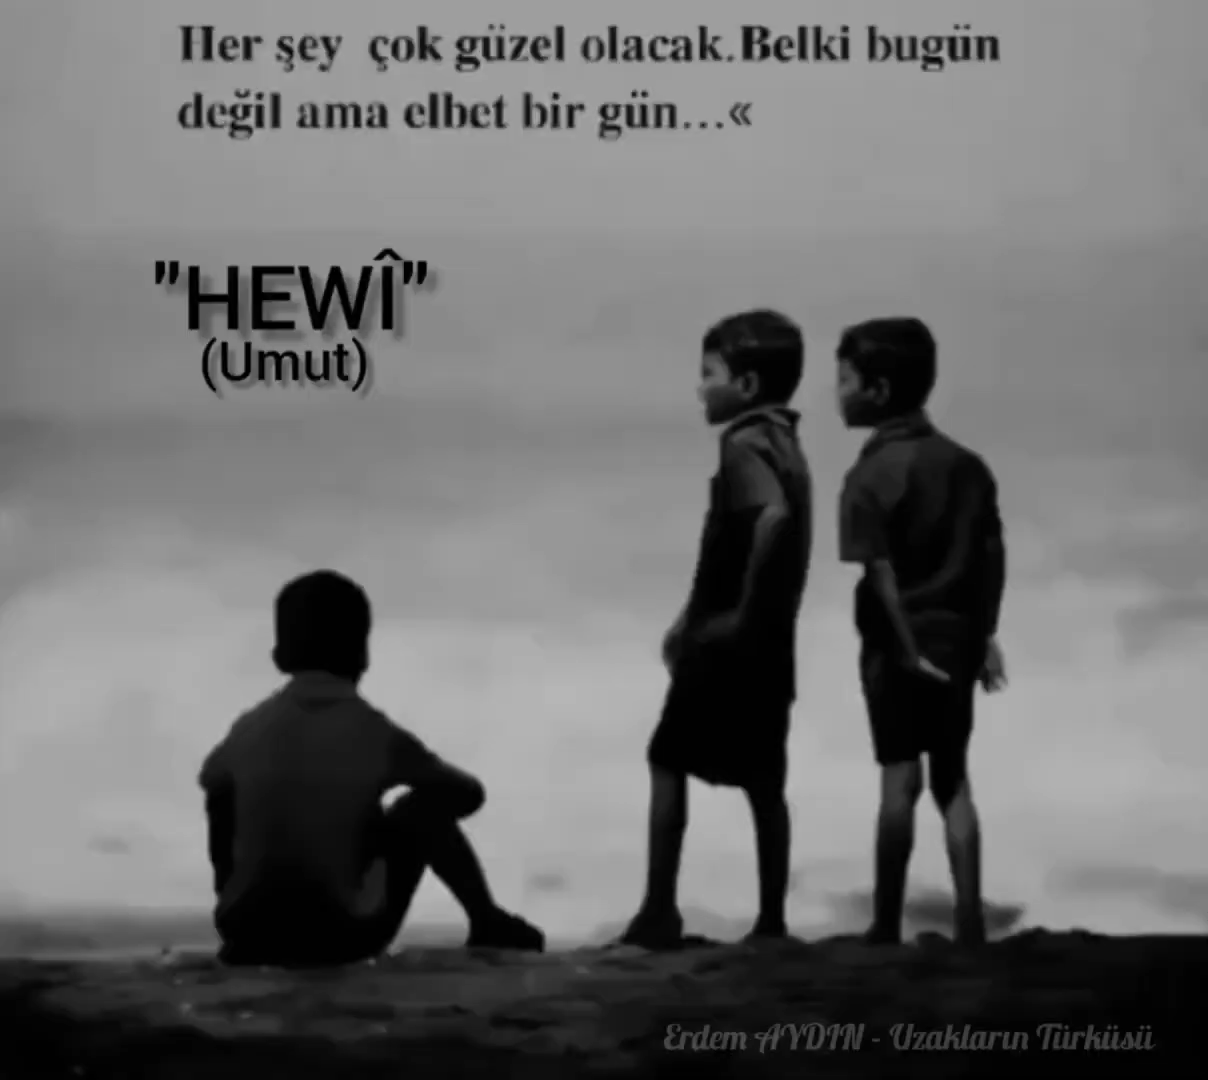 Her şey çok güzel olacak.Belki bugün
değil ama elbet bir gün...«
"HEWÎ"
(Umut)
Erdem AYDIN - Uzakların Türküsü